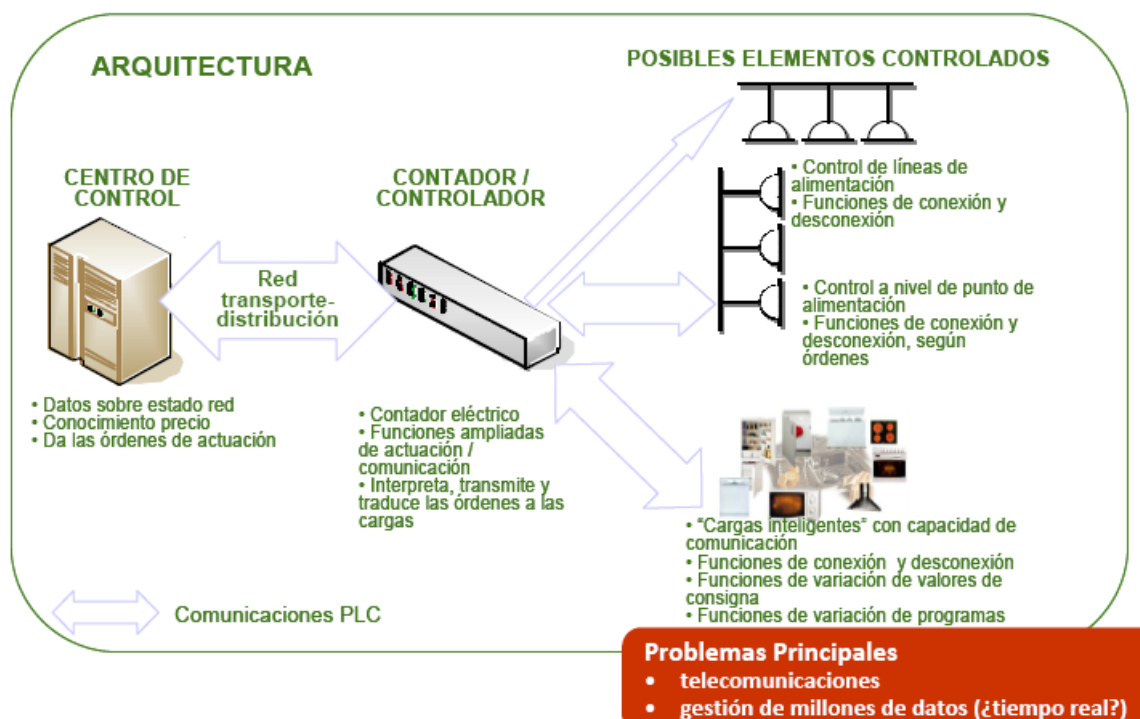 ARQUITECTURA
POSIBLES ELEMENTOS CONTROLADOS
CENTRO DE
CONTROL
CONTADOR /
CONTROLADOR
Red
transporte-
distribución
• Datos sobre estado red
• Conocimiento precio
• Da las órdenes de actuación
• Contador eléctrico
• Funciones ampliadas
de actuación /
comunicación
• Interpreta, transmite y
traduce las órdenes a las
cargas
• Control de líneas de
alimentación
• Funciones de conexión y
desconexión
• Control a nivel de punto de
alimentación
• Funciones de conexión y
desconexión, según
órdenes
• "Cargas inteligentes" con capacidad de
comunicación
• Funciones de conexión y desconexión
• Funciones de variación de valores de
consigna
• Funciones de variación de programas
Comunicaciones PLC
Problemas Principales
• telecomunicaciones
• gestión de millones de datos (¿tiempo real?)